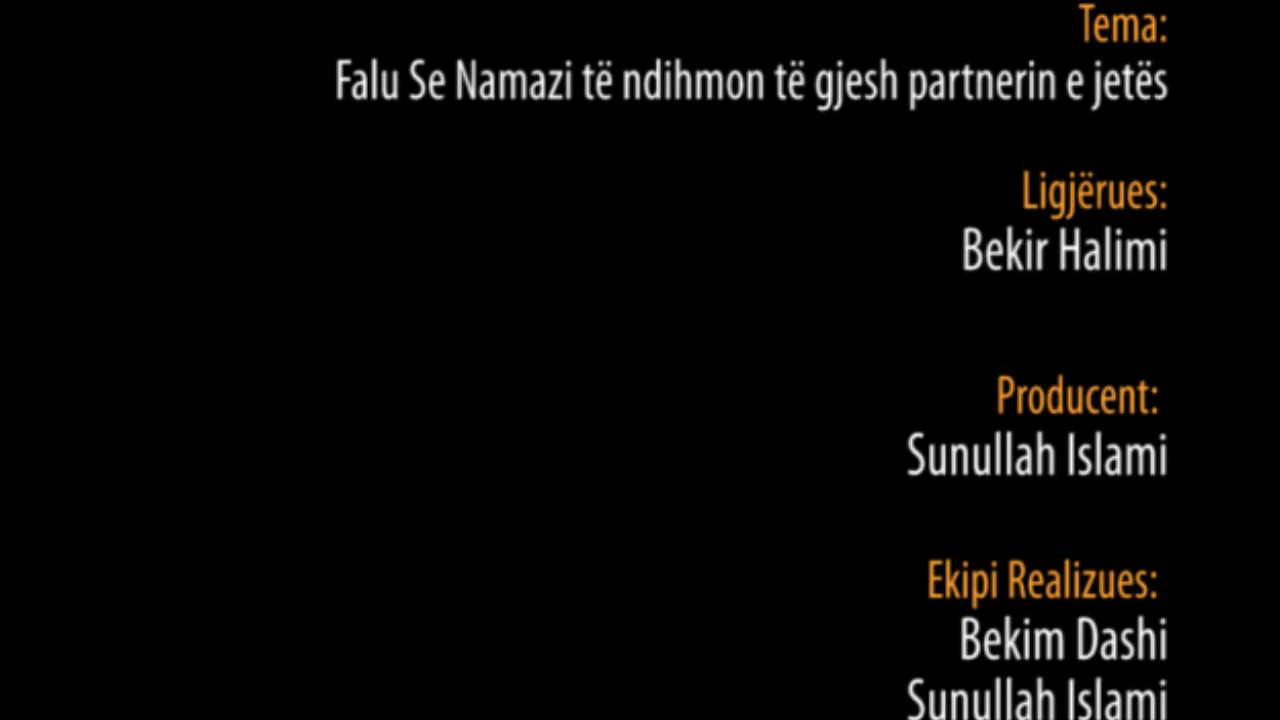 Tema:
Falu Se Namazi të ndihmon të gjesh partnerin e jetës
Ligjërues:
Bekir Halimi
Producent:
Sunullah Islami
Ekipi Realizues:
Bekim Dashi
Sunullah Islami